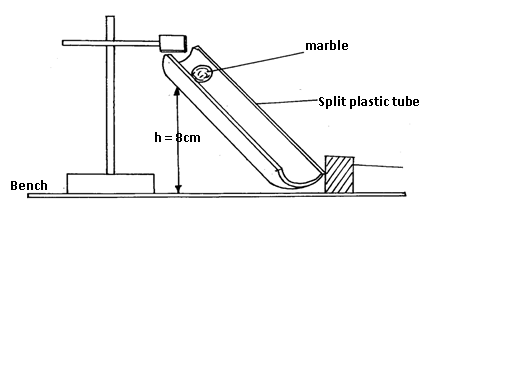 marble
Split plastic tube
h = 8cm
Bench